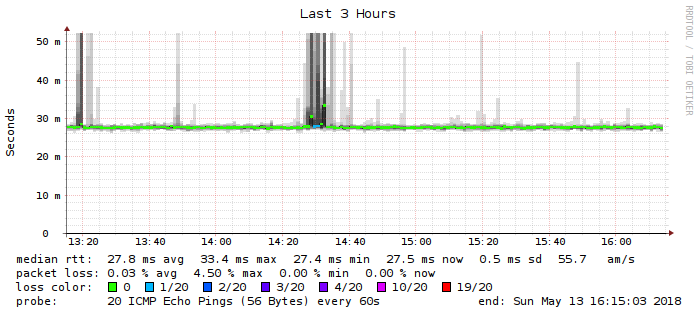 Last 3 Hours
RRDTOOL / TOBI OETIKER
Seconds
50 m
40 m
30 m
20 m
10 m
0
13:20 13:40 14:00 14:20 14:40 15:00 15:20 15:40 16:00
median rtt: 27.8 ms avg 33.4 ms max 27.4 ms min 27.5 ms now 0.5 ms sd 55.7 am/s
packet loss: 0.03 % avg 4.50 % max 0.00 % min 0.00 % now
loss color: 0 1/20 2/20 3/20 4/20 10/20 19/20
probe: 20 ICMP Echo Pings (56 Bytes) every 60s end: Sun May 13 16:15:03 2018